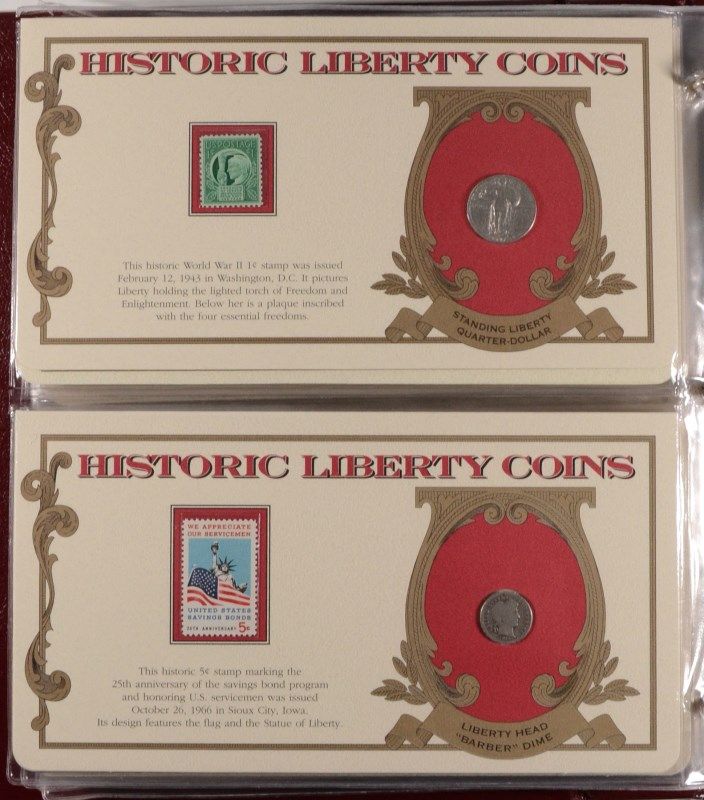 HISTORIC LIBERTY COINS
U.S. POSTAGE
This historic World War II 1¢ stamp was issued
February 12, 1943 in Washington, D.C. It pictures
Liberty holding the lighted torch of Freedom and
Enlightenment. Below her is a plaque inscribed
with the four essential freedoms.
STANDING LIBERTY
QUARTER-DOLLAR
HISTORIC LIBERTY COINS
WE APPRECIATE
OUR SERVICEMEN
UNITED STATES
SAVINGS BONDS
25TH ANNIVERSARY 5¢
This historic 5¢ stamp marking the
25th anniversary of the savings bond program
and honoring U.S. servicemen was issued
October 26, 1966 in Sioux City, Iowa.
Its design features the flag and the Statue of Liberty.
LIBERTY HEAD
"BARBER" DIME